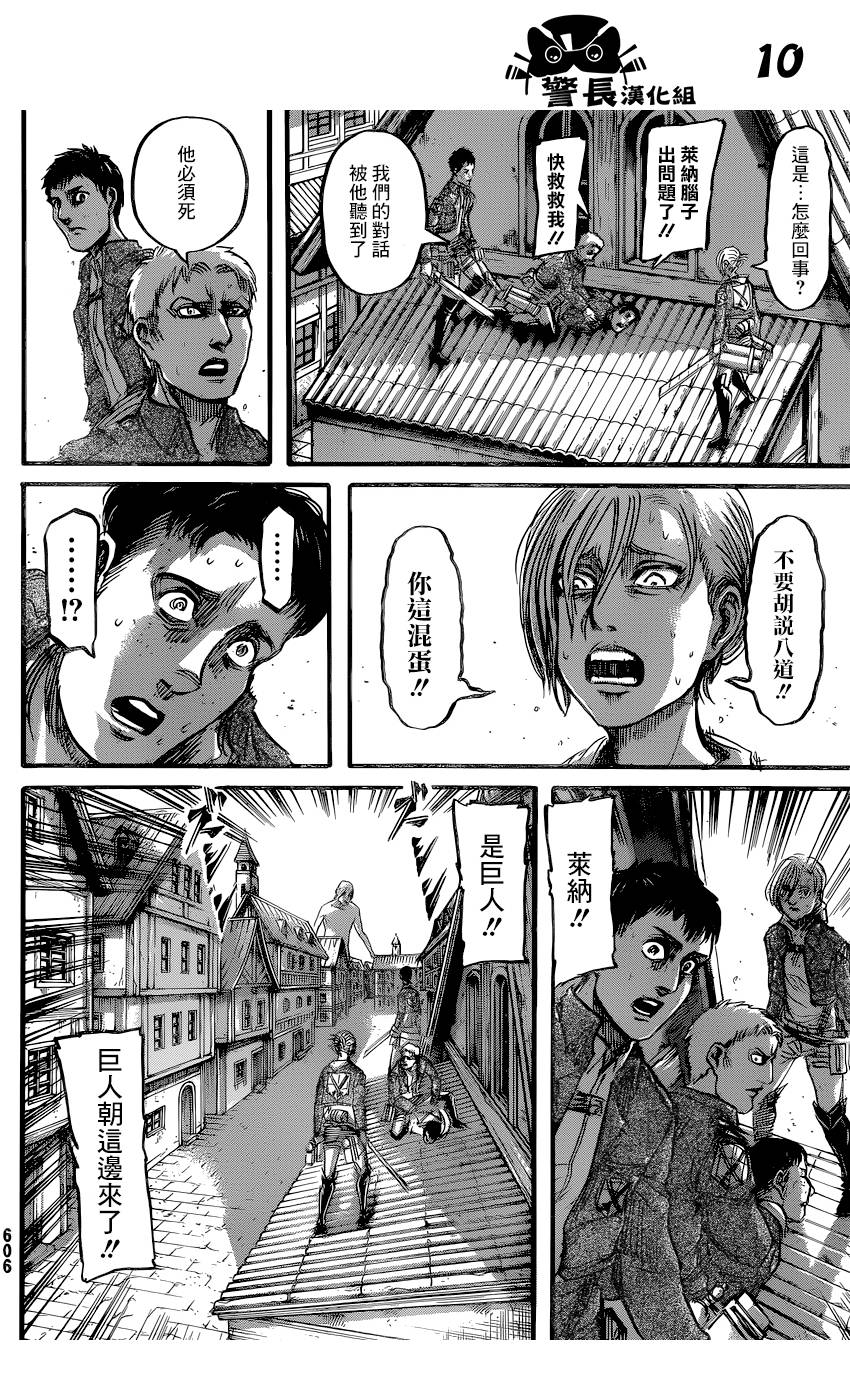 警長漢化組
10
這是…怎麼回事?
萊納腦子
出問題了!!
快救救我!!
我們的對話
被他聽到了
他必須死
不要胡説八道!!
你這混蛋!!
……
……!?
萊納!!
是巨人!!
巨人朝這邊來了!!
606